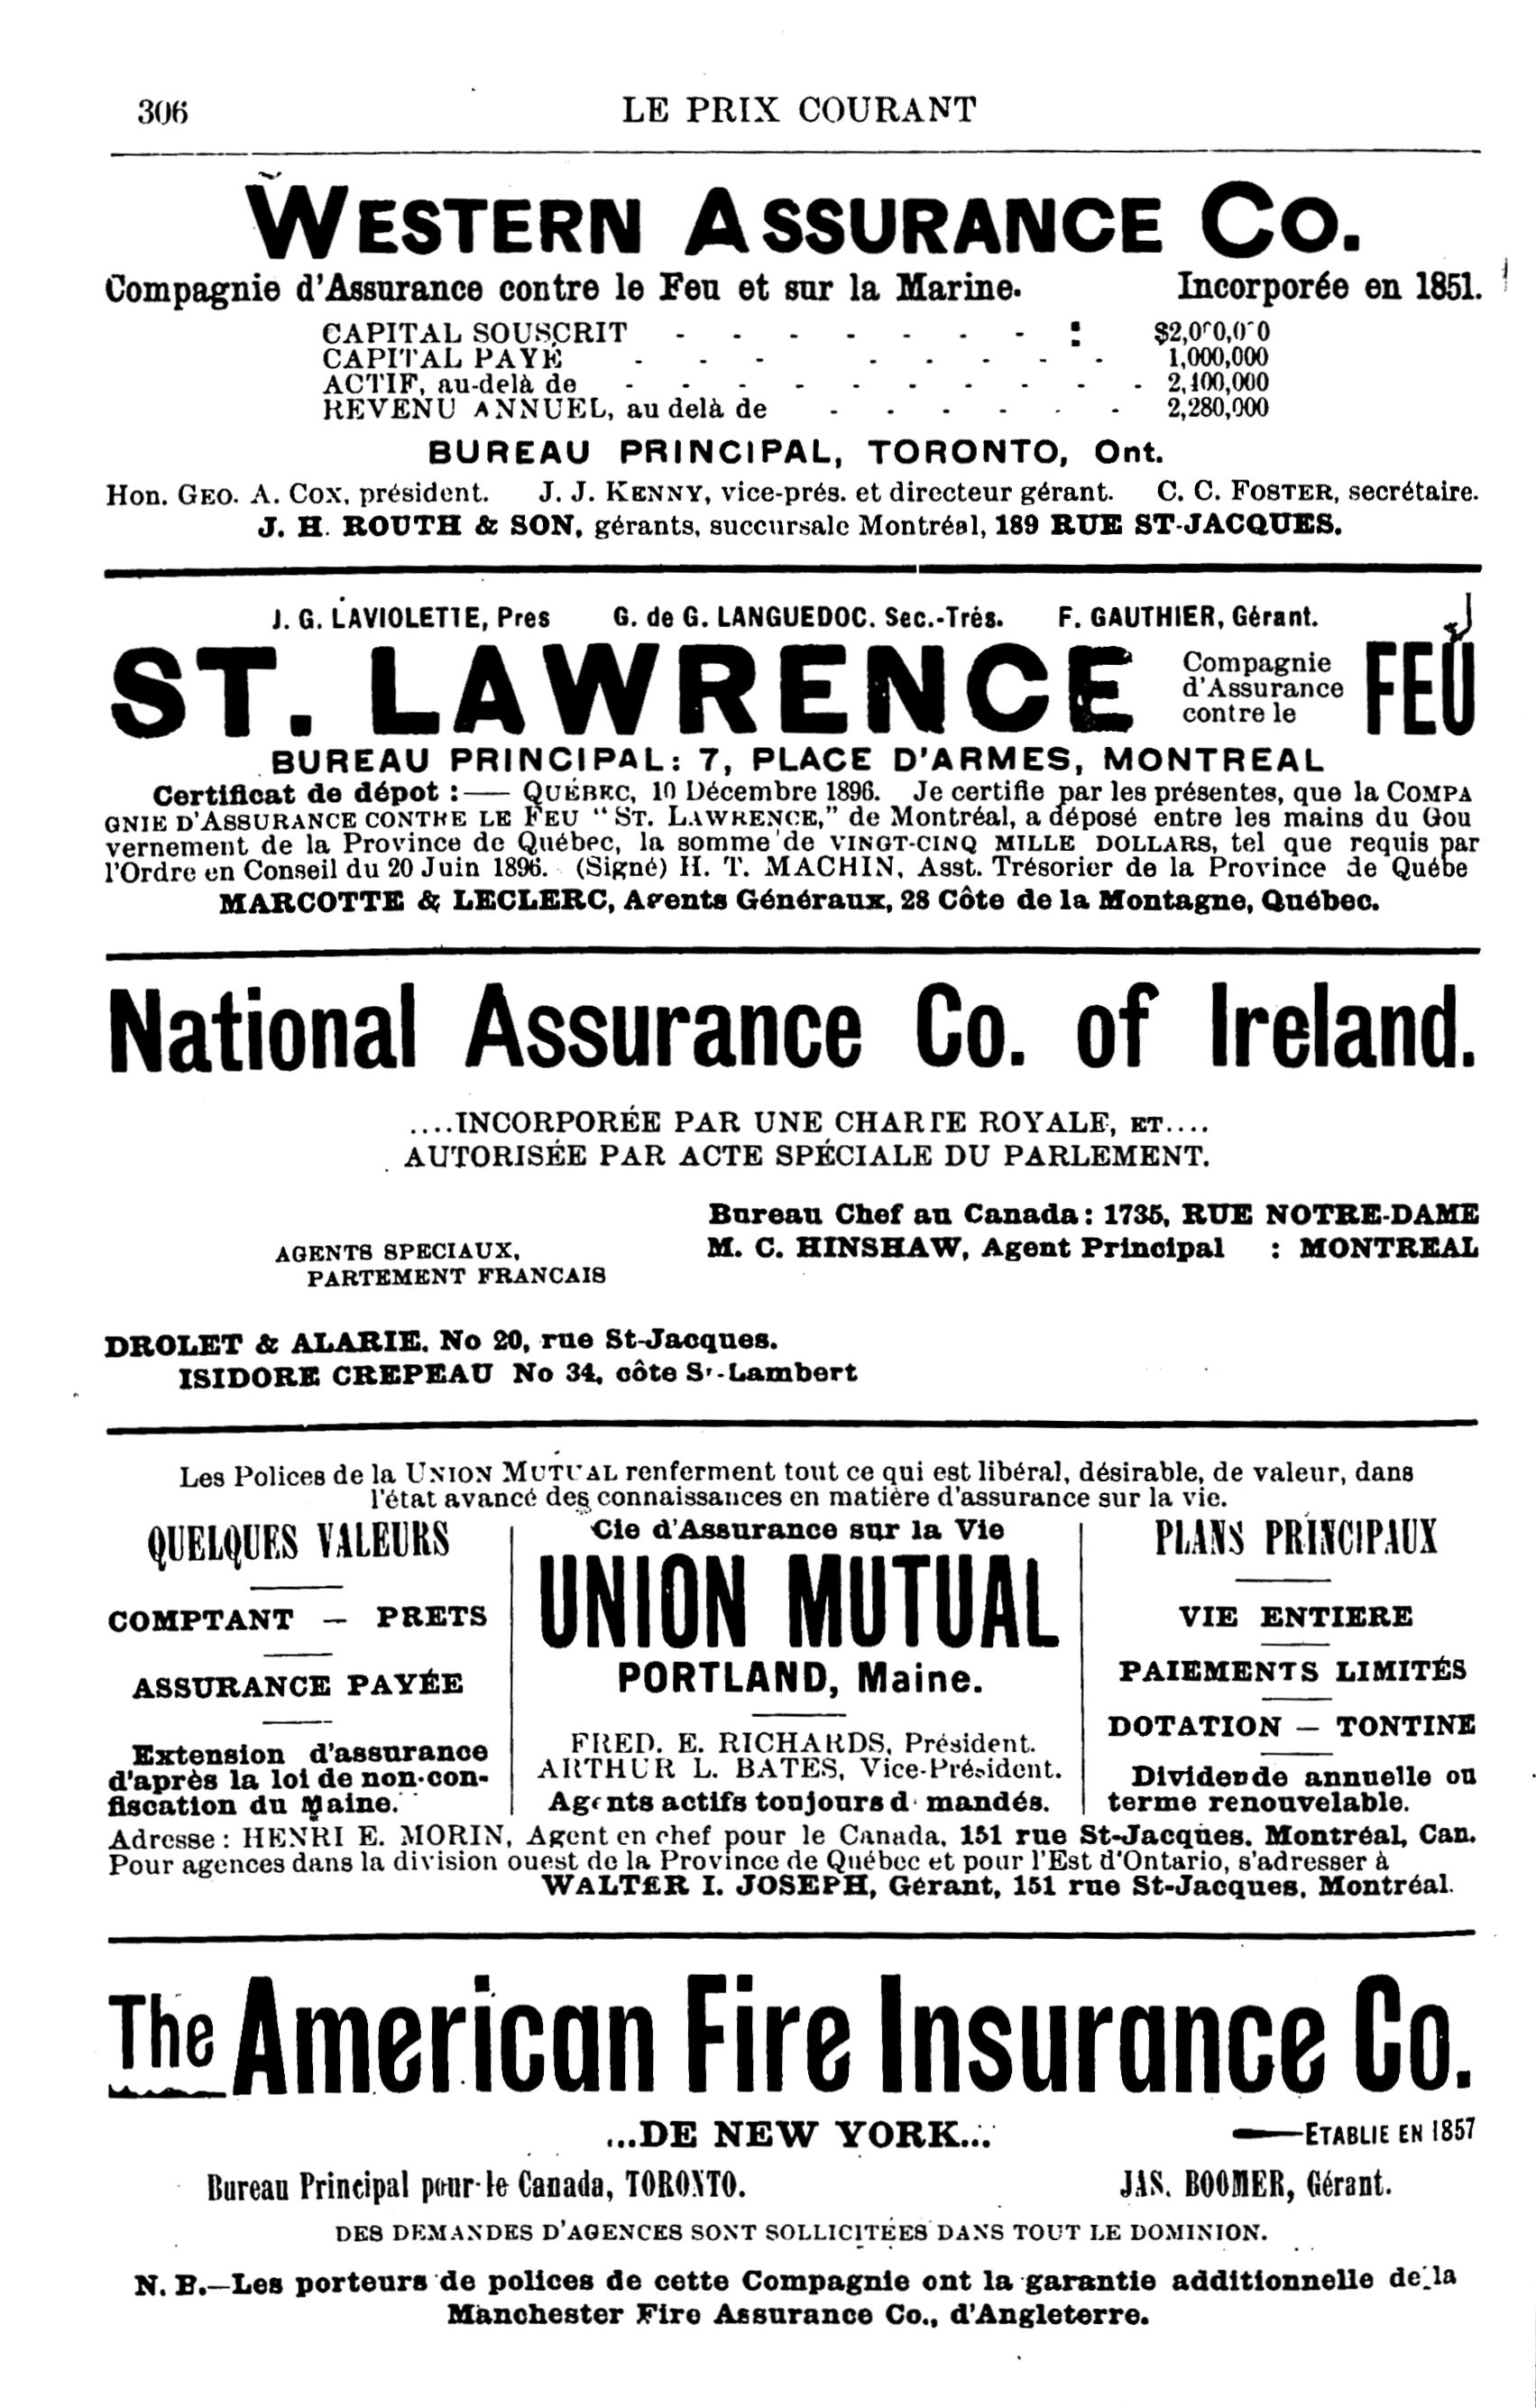 306
LE PRIX COURANT
WESTERN ASSURANCE CO.
Compagnie d'Assurance contre le Feu et sur la Marine. Incorporée en 1851.
CAPITAL SOUSCRIT - - - - - - - : $2,000,000
CAPITAL PAYÉ - - - - - - - - 1,000,000
ACTIF, au-delà de - - - - - - - - - - 2,400,000
REVENU ANNUEL, au delà de - - - - - - 2,280,000
BUREAU PRINCIPAL, TORONTO, Ont.
Hon. GEO. A. COX, président. J. J. KENNY, vice-prés. et directeur gérant. C. C. FOSTER, secrétaire.
J. H. ROUTH & SON, gérants, succursale Montréal, 189 RUE ST-JACQUES.
J. G. LAVIOLETTE, Pres G. de G. LANGUEDOC. Sec.-Trés. F. GAUTHIER, Gérant.
ST. LAWRENCE Compagnie d'Assurance contre le FEU
BUREAU PRINCIPAL: 7, PLACE D'ARMES, MONTREAL
Certificat de dépot :— QUÉBEC, 10 Décembre 1896. Je certifie par les présentes, que la COMPA
GNIE D'ASSURANCE CONTRE LE FEU "ST. LAWRENCE," de Montréal, a déposé entre les mains du Gou
vernement de la Province de Québec, la somme de VINGT-CINQ MILLE DOLLARS, tel que requis par
l'Ordre en Conseil du 20 Juin 1896. (Signé) H. T. MACHIN, Asst. Trésorier de la Province de Québe
MARCOTTE & LECLERC, Agents Généraux, 28 Côte de la Montagne, Québec.
National Assurance Co. of Ireland.
....INCORPORÉE PAR UNE CHARTE ROYALE, ET....
AUTORISÉE PAR ACTE SPÉCIALE DU PARLEMENT.
Bureau Chef au Canada: 1735, RUE NOTRE-DAME
M. C. HINSHAW, Agent Principal : MONTREAL
AGENTS SPECIAUX,
PARTEMENT FRANCAIS
DROLET & ALARIE. No 20, rue St-Jacques.
ISIDORE CREPEAU No 34, côte St-Lambert
Les Polices de la UNION MUTUAL renferment tout ce qui est libéral, désirable, de valeur, dans
l'état avancé des connaissances en matière d'assurance sur la vie.
QUELQUES VALEURS
COMPTANT — PRETS
ASSURANCE PAYÉE
Extension d'assurance
d'après la loi de non-con-
fiscation du Maine.
Cie d'Assurance sur la Vie
UNION MUTUAL
PORTLAND, Maine.
FRED. E. RICHARDS, Président.
ARTHUR L. BATES, Vice-Président.
Agents actifs toujours d mandés.
PLANS PRINCIPAUX
VIE ENTIERE
PAIEMENTS LIMITÉS
DOTATION — TONTINE
Dividende annuelle ou
terme renouvelable.
Adresse : HENRI E. MORIN, Agent en chef pour le Canada, 151 rue St-Jacques. Montréal, Can.
Pour agences dans la division ouest de la Province de Québec et pour l'Est d'Ontario, s'adresser à
WALTER I. JOSEPH, Gérant, 151 rue St-Jacques, Montréal.
The American Fire Insurance Co.
...DE NEW YORK... —ETABLIE EN 1857
Bureau Principal pour le Canada, TORONTO. JAS. BOOMER, Gérant.
DES DEMANDES D'AGENCES SONT SOLLICITÉES DANS TOUT LE DOMINION.
N. B.—Les porteurs de polices de cette Compagnie ont la garantie additionnelle de la
Manchester Fire Assurance Co., d'Angleterre.